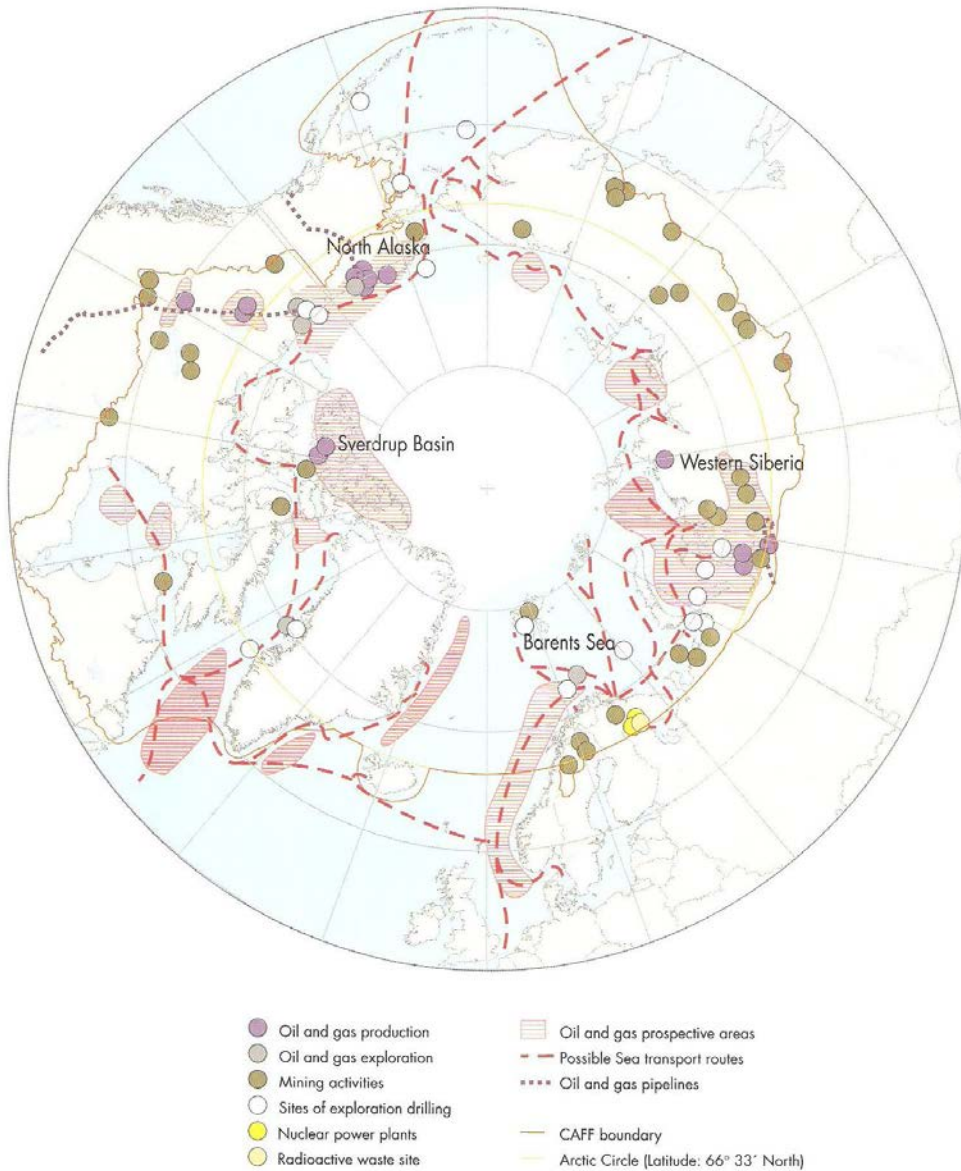 North Alaska
Sverdrup Basin
Western Siberia
Barents Sea
Oil and gas production
Oil and gas exploration
Mining activities
Sites of exploration drilling
Nuclear power plants
Radioactive waste site
Oil and gas prospective areas
Possible Sea transport routes
Oil and gas pipelines
CAFF boundary
Arctic Circle (Latitude: 66° 33´ North)